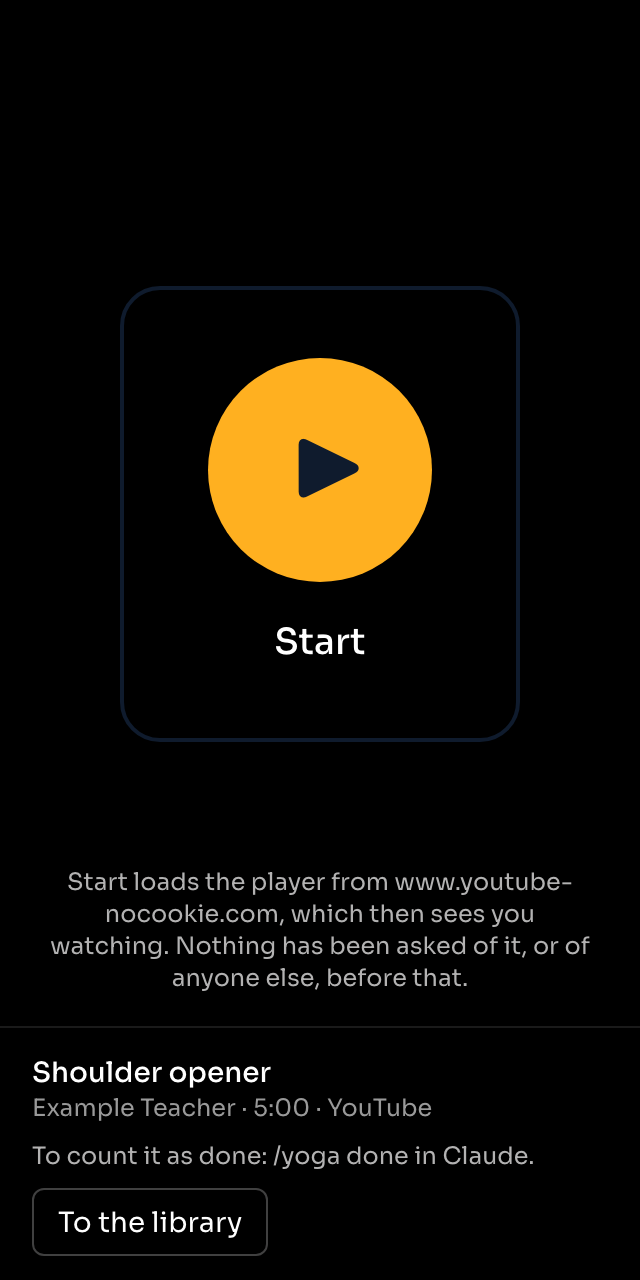 Start
Start loads the player from www.youtube-
nocookie.com, which then sees you
watching. Nothing has been asked of it, or of
anyone else, before that.
Shoulder opener
Example Teacher · 5:00 · YouTube
To count it as done: /yoga done in Claude.
To the library